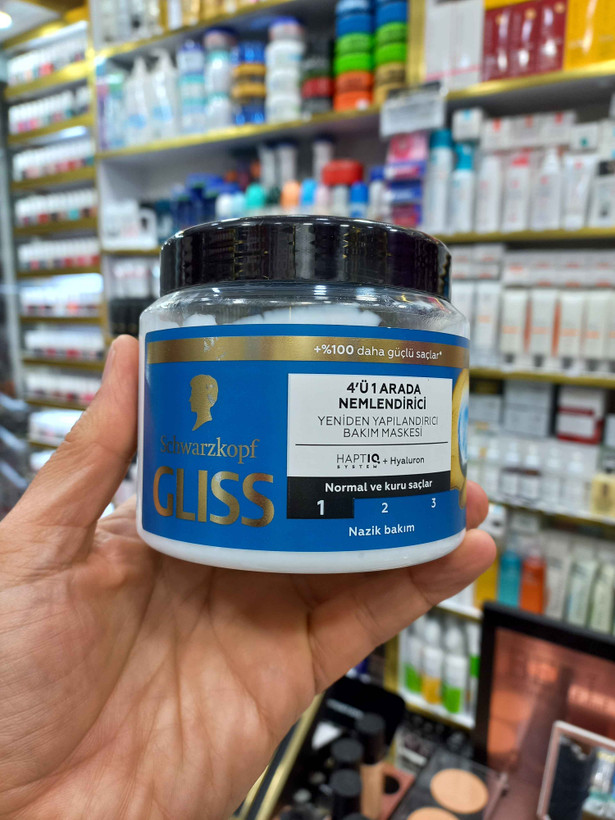 +%100 daha güçlü saçlar*
Schwarzkopf
GLISS
4'Ü 1 ARADA
NEMLENDİRİCİ
YENİDEN YAPILANDIRICI
BAKIM MASKESİ
HAPTIQ + Hyaluron
SYSTEM
Normal ve kuru saçlar
1 2 3
Nazik bakım